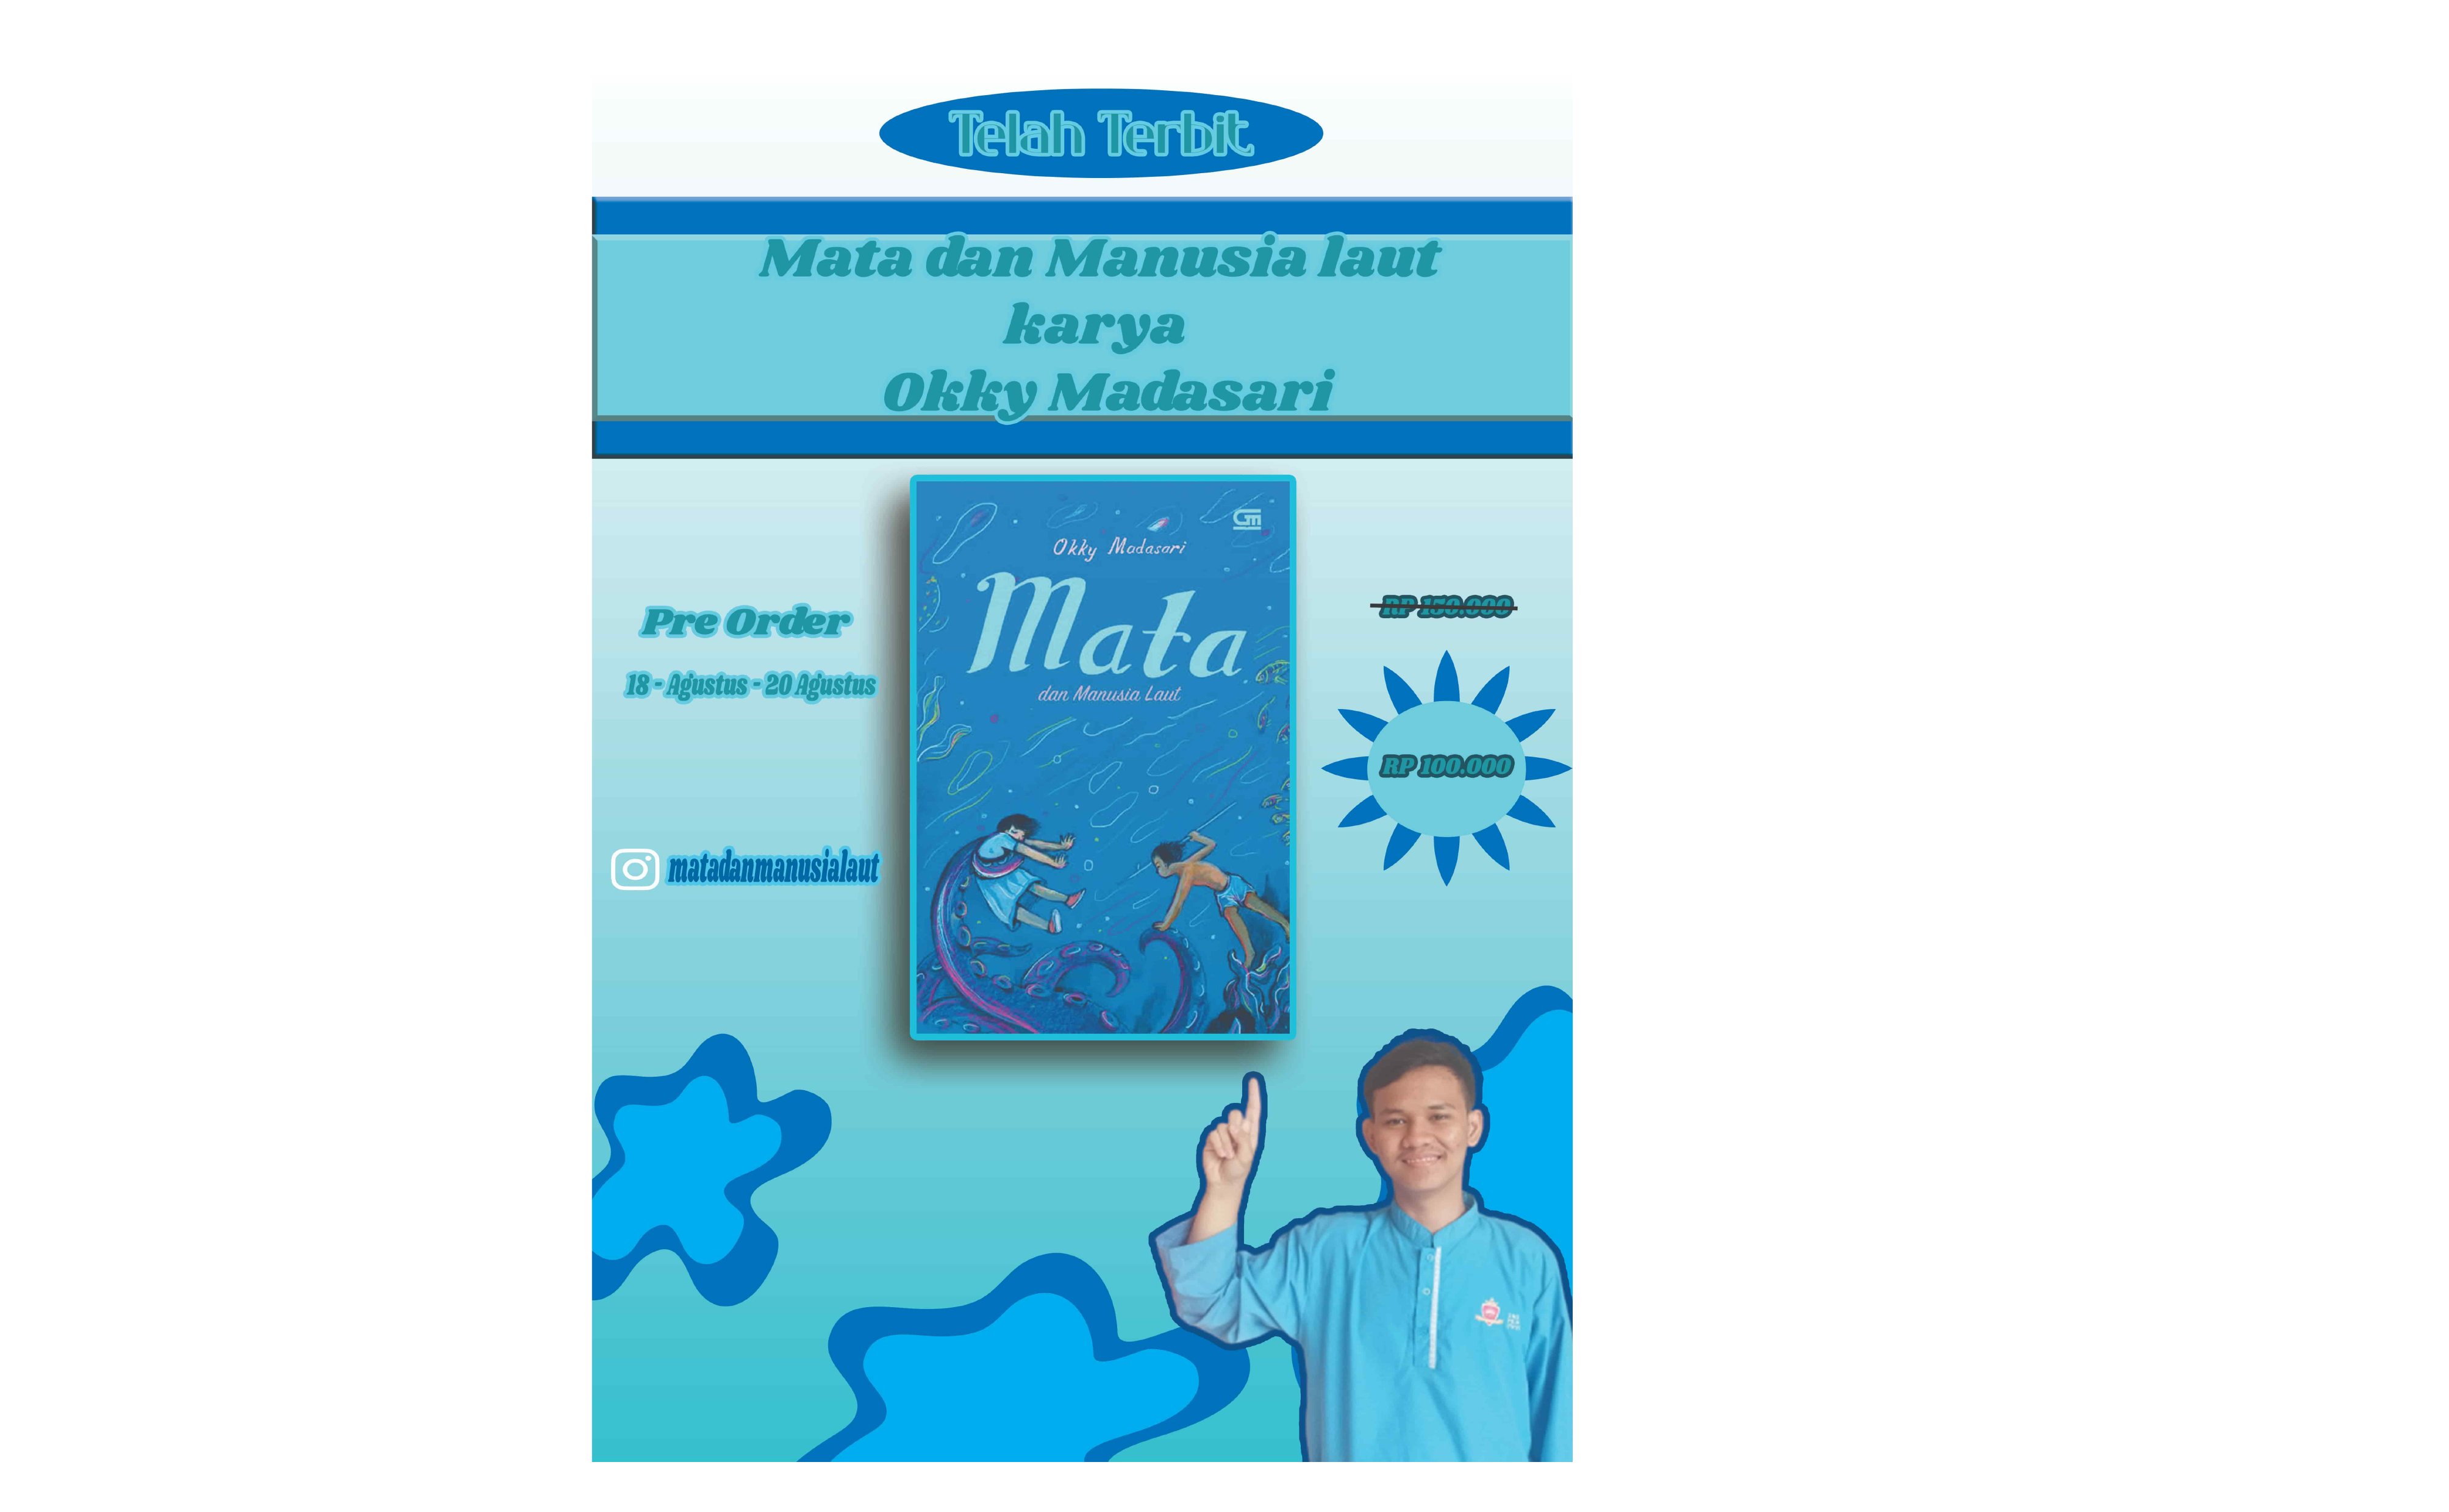 Telah Terbit
Mata dan Manusia laut
karya
Okky Madasari
Okky Madasari
Mata
dan Manusia Laut
Pre Order
18 - Agustus - 20 Agustus
matadanmanusialaut
RP 150.000
RP 100.000